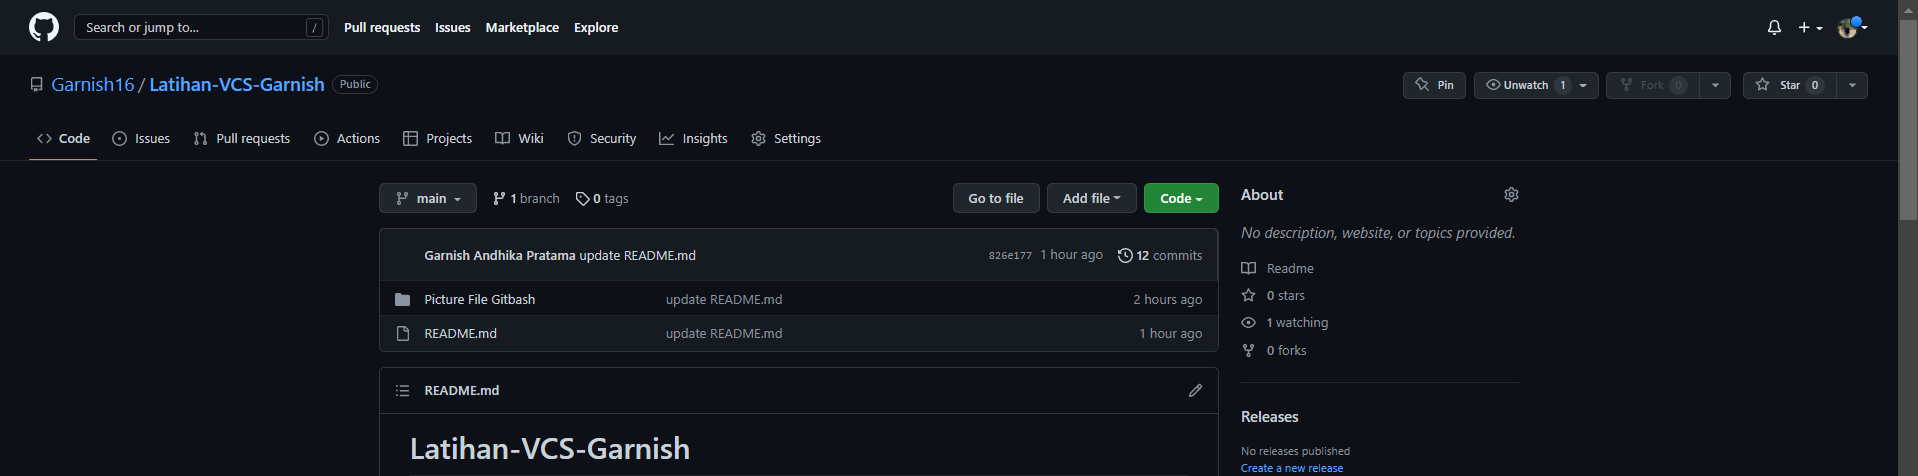 Search or jump to... / Pull requests Issues Marketplace Explore
Garnish16 / Latihan-VCS-Garnish Public Pin Unwatch 1 Fork 0 Star 0
Code Issues Pull requests Actions Projects Wiki Security Insights Settings
main 1 branch 0 tags Go to file Add file Code
Garnish Andhika Pratama update README.md 826e177 1 hour ago 12 commits
Picture File Gitbash update README.md 2 hours ago
README.md update README.md 1 hour ago
README.md
Latihan-VCS-Garnish
About
No description, website, or topics provided.
Readme
0 stars
1 watching
0 forks
Releases
No releases published
Create a new release